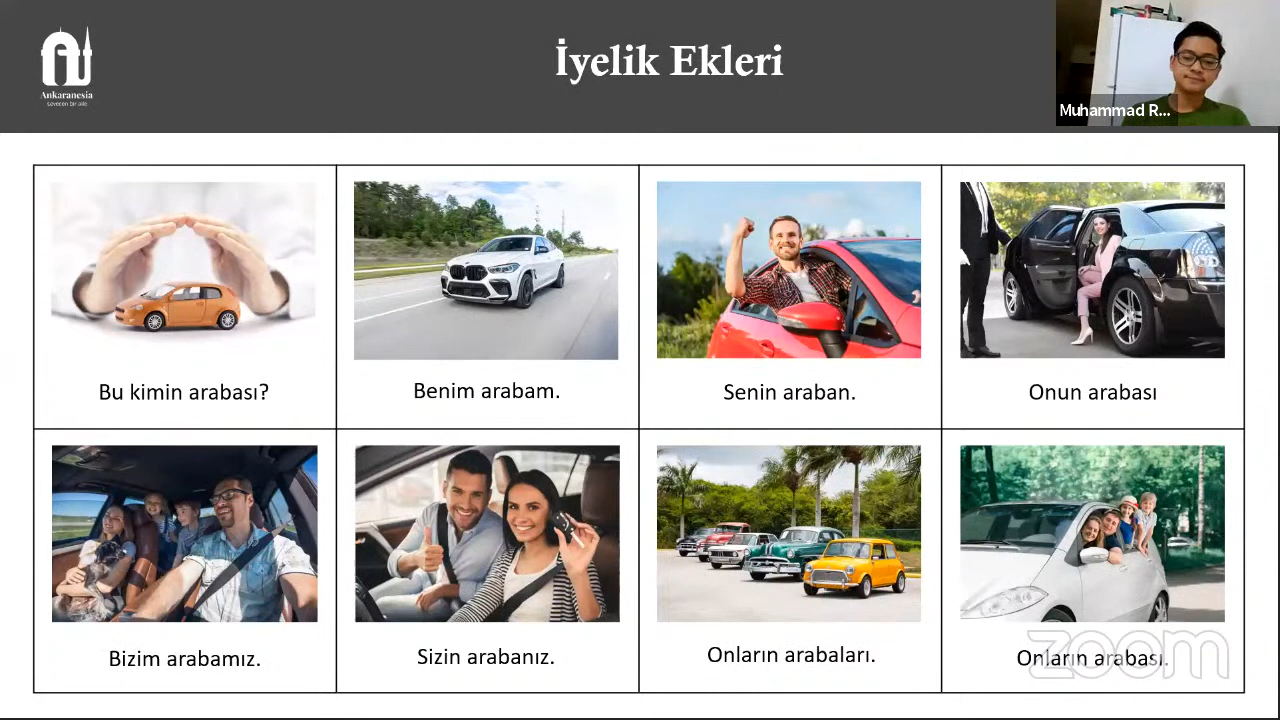 Ankaranesia
İyelik Ekleri
Muhammad R...
Bu kimin arabası?
Benim arabam.
Senin araban.
Onun arabası
Bizim arabamız.
Sizin arabanız.
Onların arabaları.
Onların arabası.
zoom